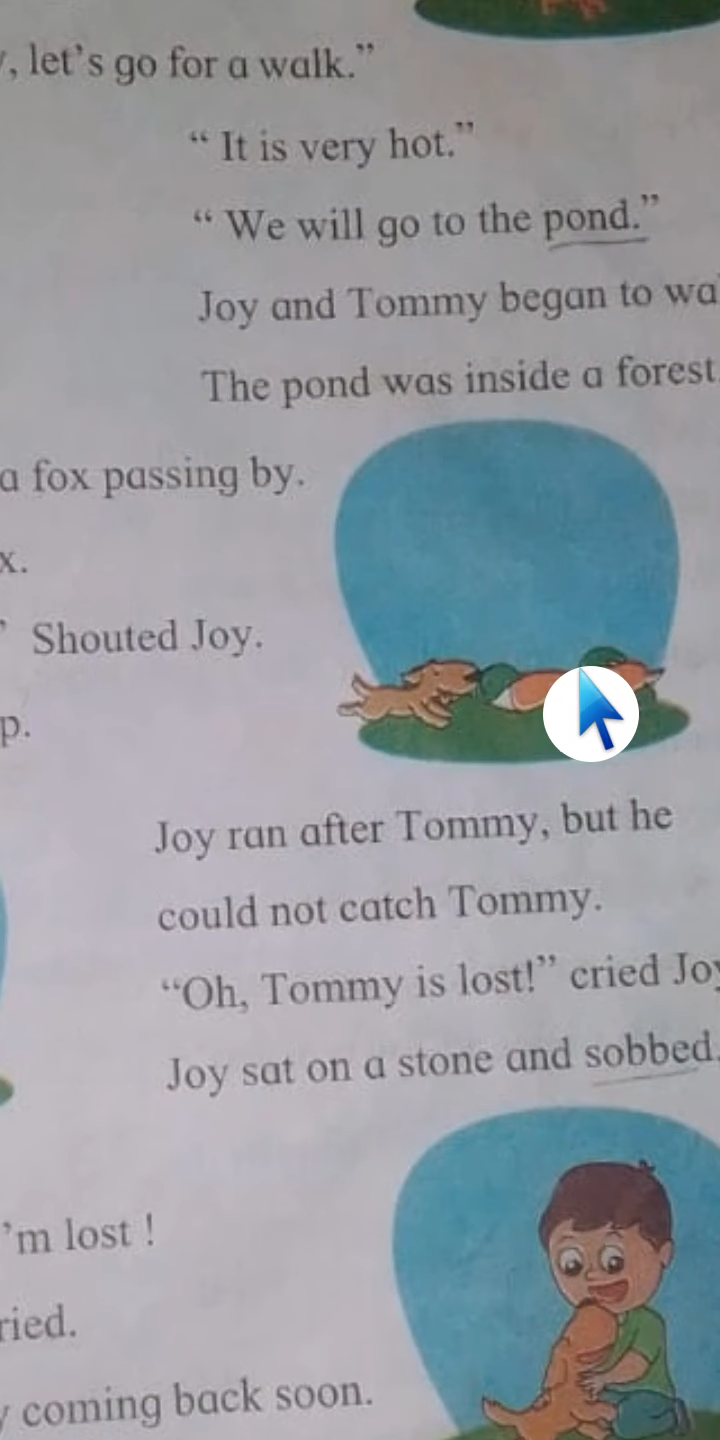 , let's go for a walk.”
“ It is very hot.”
“ We will go to the pond.”
Joy and Tommy began to
The pond was inside a forest
a fox passing by.
x.
Shouted Joy.
p.
Joy ran after Tommy, but he
could not catch Tommy.
“Oh, Tommy is lost!” cried Joy
Joy sat on a stone and sobbed.
’m lost !
ried.
coming back soon.